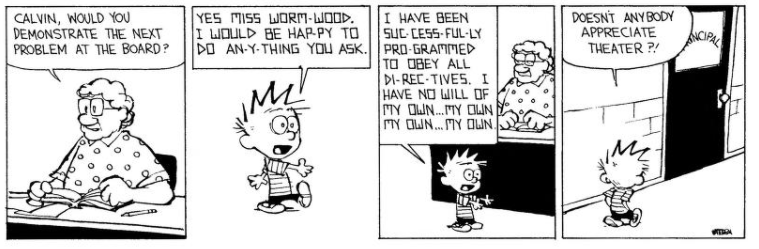 CALVIN, WOULD YOU
DEMONSTRATE THE NEXT
PROBLEM AT THE BOARD?
YES MISS WORM-WOOD.
I WOULD BE HAP-PY TO
DO AN-Y-THING YOU ASK.
I HAVE BEEN
SUC-CESS-FUL-LY
PRO-GRAMMED
TO OBEY ALL
DI-REC-TIVES. I
HAVE NO WILL OF
MY OWN...MY OWN
MY OWN...MY OWN
DOESN'T ANYBODY
APPRECIATE
THEATER?!
PRINCIPAL
WATTERSON